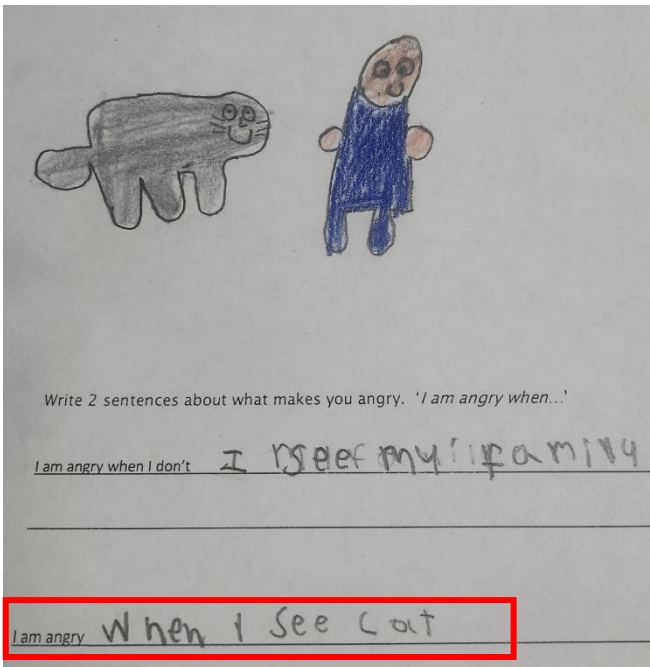 Write 2 sentences about what makes you angry. 'I am angry when...'
I am angry when I don't I my family
I am angry when I see cat